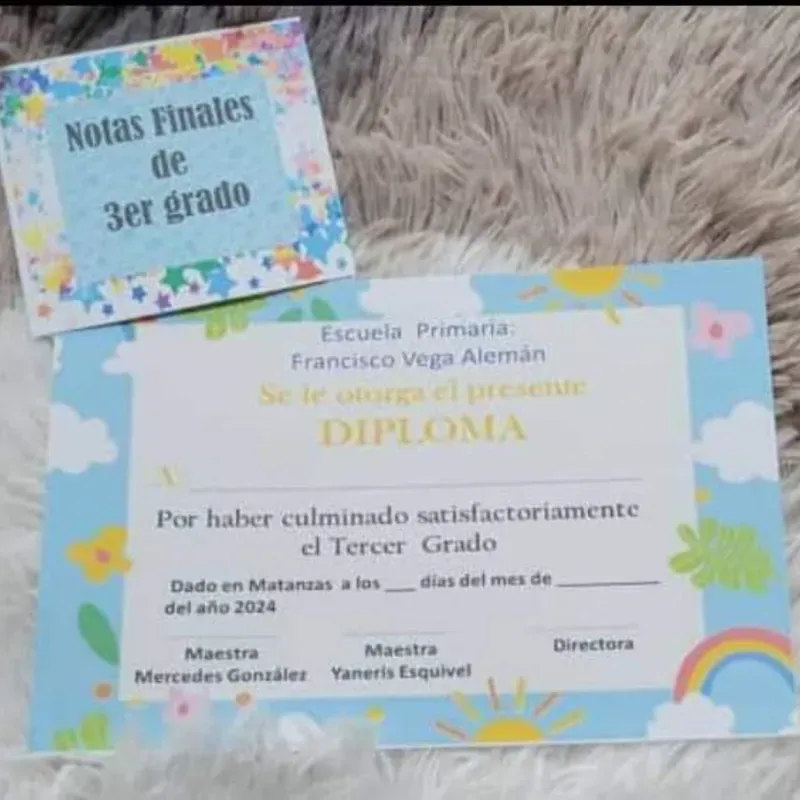 Notas Finales
de
3er grado
Escuela Primaria:
Francisco Vega Alemán
Se le otorga el presente
DIPLOMA
A
Por haber culminado satisfactoriamente
el Tercer Grado
Dado en Matanzas a los ___ días del mes de __________
del año 2024
Maestra
Mercedes González
Maestra
Yaneris Esquivel
Directora